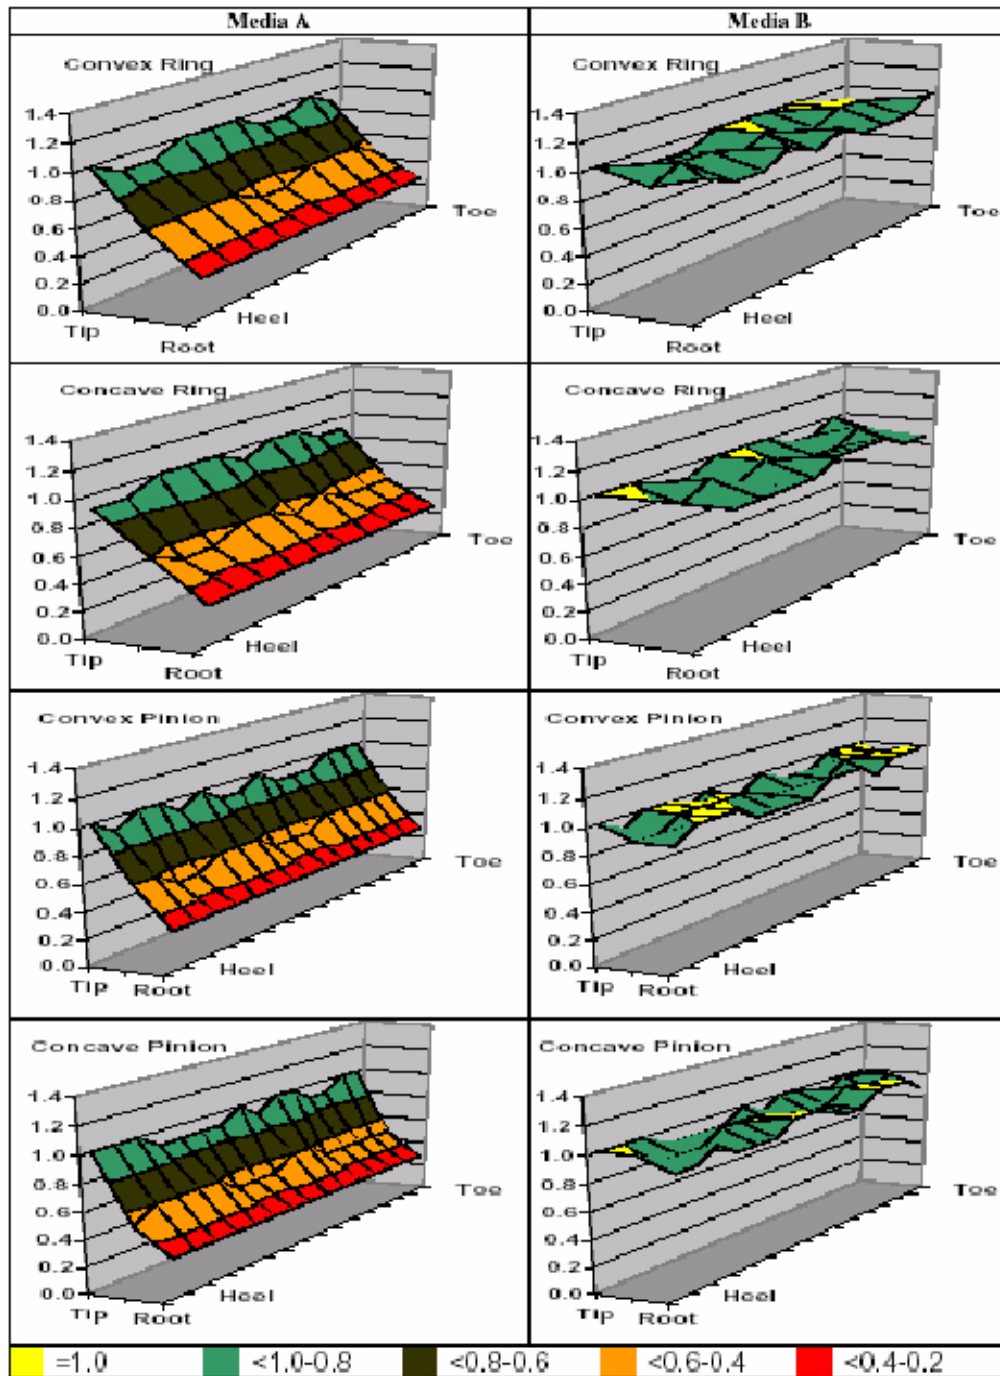 Media A Media B
Convex Ring
1.4
1.2
1.0
0.8
0.6
0.4
0.2
0.0
Tip
Root
Heel
Toe
Convex Ring
1.4
1.2
1.0
0.8
0.6
0.4
0.2
0.0
Tip
Root
Heel
Toe
Concave Ring
1.4
1.2
1.0
0.8
0.6
0.4
0.2
0.0
Tip
Root
Heel
Toe
Concave Ring
1.4
1.2
1.0
0.8
0.6
0.4
0.2
0.0
Tip
Root
Heel
Toe
Convex Pinion
1.4
1.2
1.0
0.8
0.6
0.4
0.2
0.0
Tip
Root
Heel
Toe
Convex Pinion
1.4
1.2
1.0
0.8
0.6
0.4
0.2
0.0
Tip
Root
Heel
Toe
Concave Pinion
1.4
1.2
1.0
0.8
0.6
0.4
0.2
0.0
Tip
Root
Heel
Toe
Concave Pinion
1.4
1.2
1.0
0.8
0.6
0.4
0.2
0.0
Tip
Root
Heel
Toe
=1.0 <1.0-0.8 <0.8-0.6 <0.6-0.4 <0.4-0.2